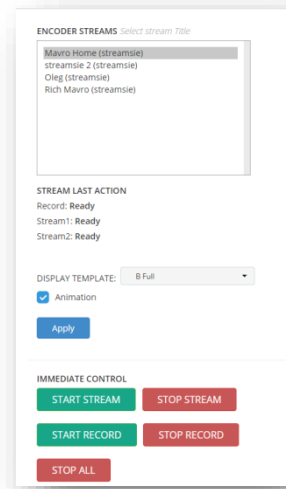 ENCODER STREAMS Select stream Title
Mavro Home (streamsie)
streamsie 2 (streamsie)
Oleg (streamsie)
Rich Mavro (streamsie)
STREAM LAST ACTION
Record: Ready
Stream1: Ready
Stream2: Ready
DISPLAY TEMPLATE: B Full
Animation
Apply
IMMEDIATE CONTROL
START STREAM STOP STREAM
START RECORD STOP RECORD
STOP ALL